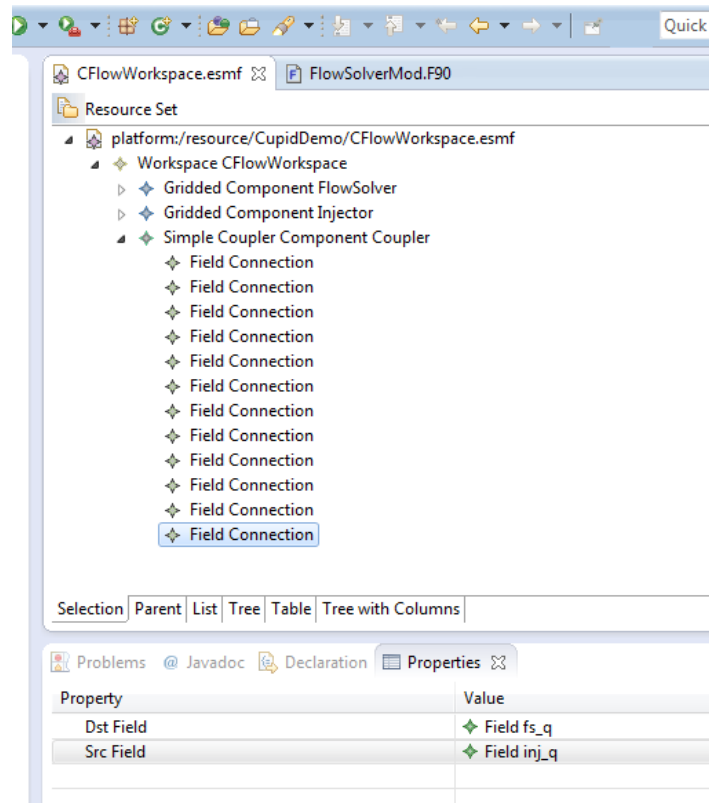 Quick
CFlowWorkspace.esmf FlowSolverMod.F90
Resource Set
platform:/resource/CupidDemo/CFlowWorkspace.esmf
Workspace CFlowWorkspace
Gridded Component FlowSolver
Gridded Component Injector
Simple Coupler Component Coupler
Field Connection
Field Connection
Field Connection
Field Connection
Field Connection
Field Connection
Field Connection
Field Connection
Field Connection
Field Connection
Field Connection
Field Connection
Selection Parent List Tree Table Tree with Columns
Problems @ Javadoc Declaration Properties
Property Value
Dst Field Field fs_q
Src Field Field inj_q